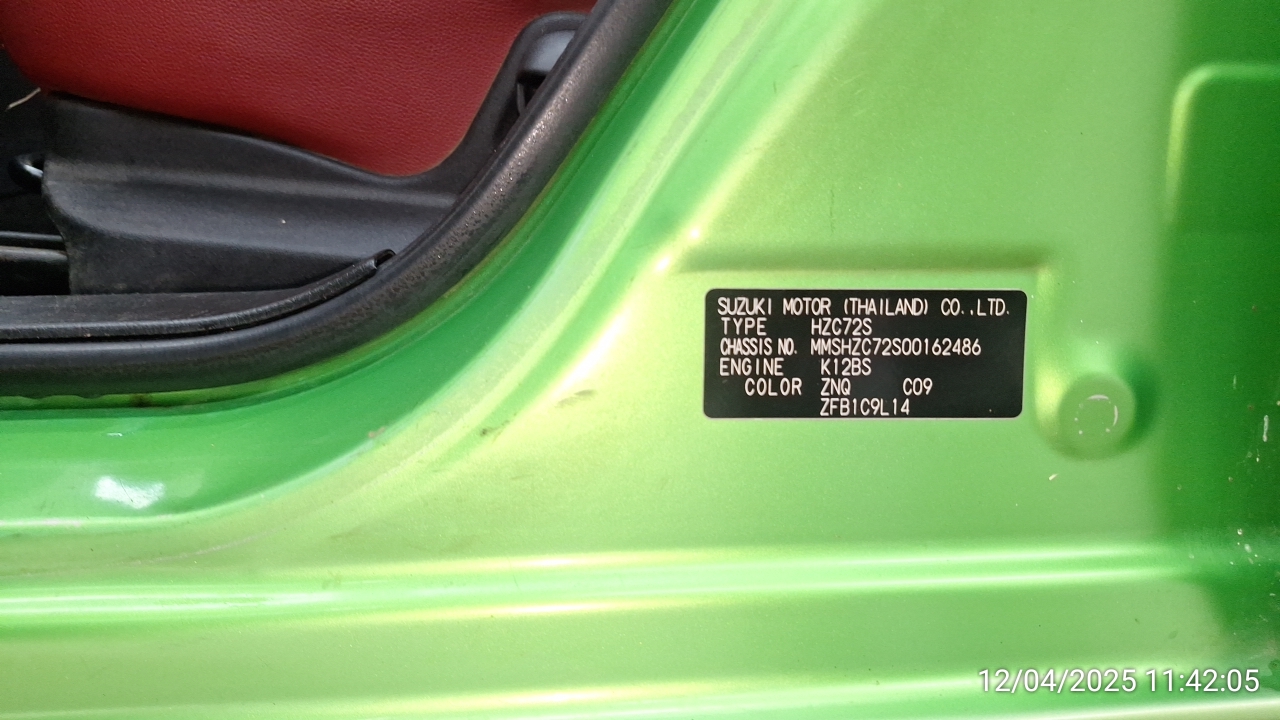 SUZUKI MOTOR (THAILAND) CO.,LTD.
TYPE HZC72S
CHASSIS NO. MMSHZC72S00162486
ENGINE K12BS
COLOR ZNQ C09
ZFB1C9L14
12/04/2025 11:42:05